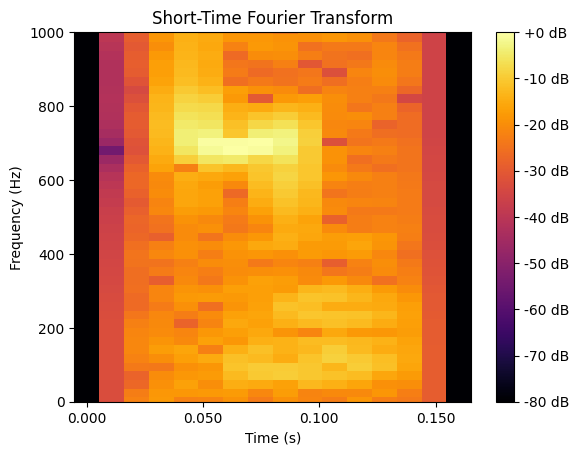 Short-Time Fourier Transform
1000
800
600
400
200
0
Frequency (Hz)
0.000
0.050
0.100
0.150
Time (s)
+0 dB
-10 dB
-20 dB
-30 dB
-40 dB
-50 dB
-60 dB
-70 dB
-80 dB